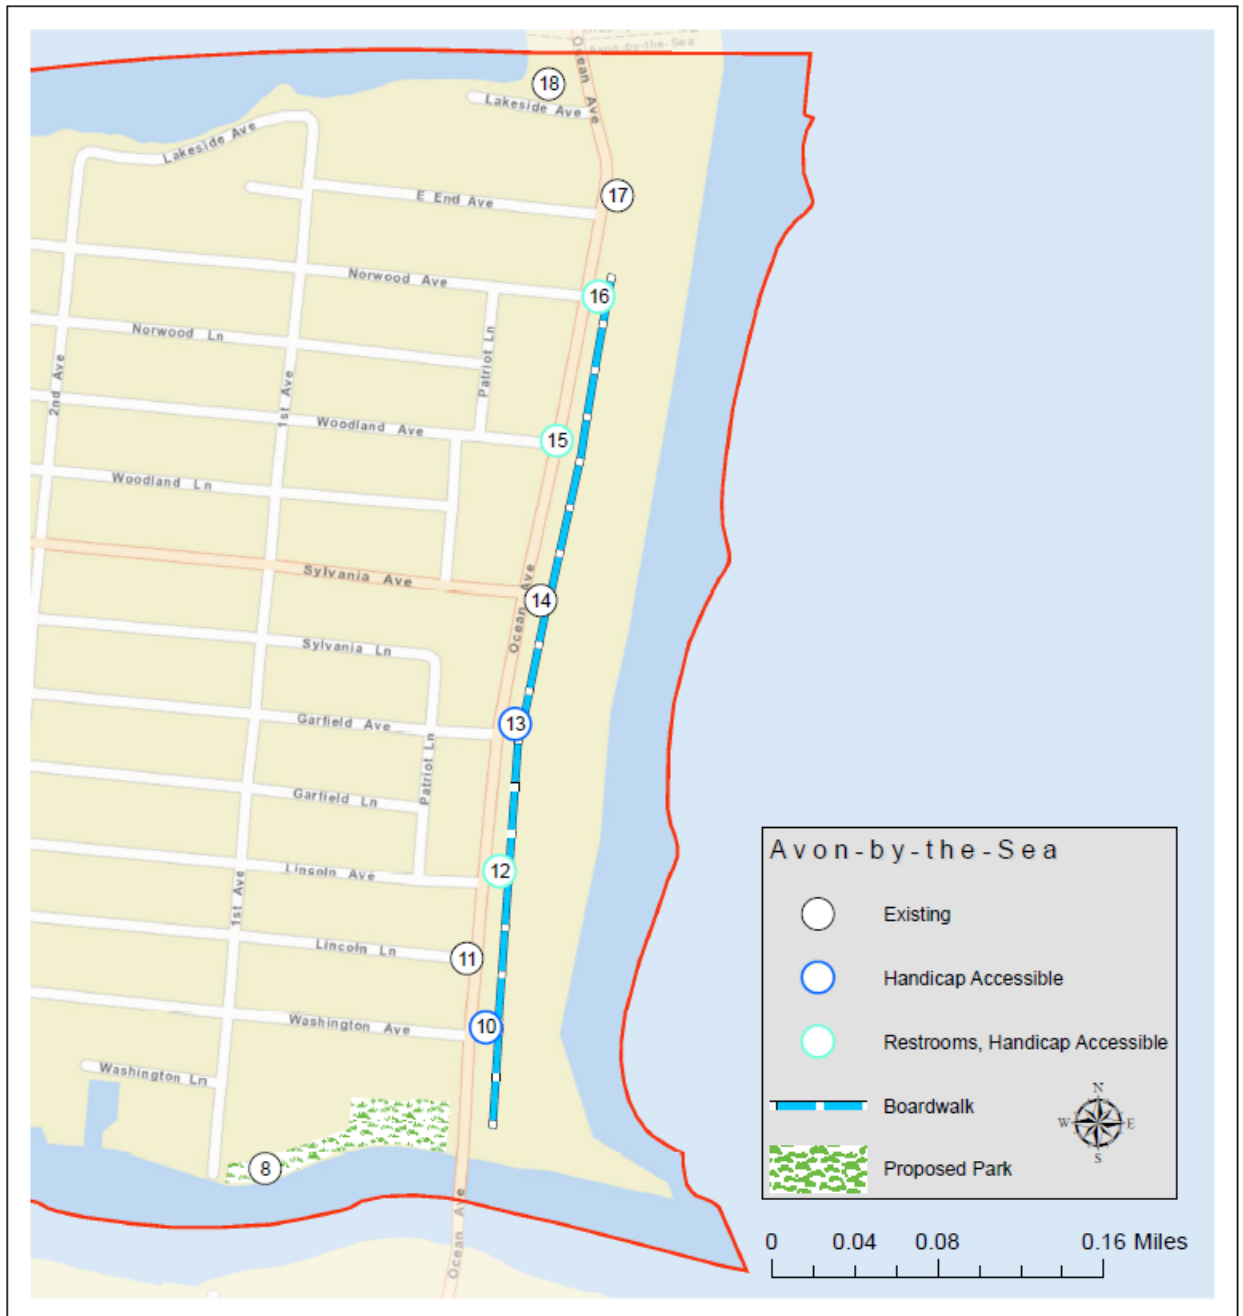 Avon-by-the-Sea
Ocean Ave
18
Lakeside Ave
Lakeside Ave
17
E End Ave
Norwood Ave
16
Norwood Ln
Patriot Ln
2nd Ave
1st Ave
Woodland Ave
15
Woodland Ln
Sylvania Ave
14
Ocean Ave
Sylvania Ln
Garfield Ave
13
Patriot Ln
Garfield Ln
Lincoln Ave
12
1st Ave
Lincoln Ln
11
Washington Ave
10
Washington Ln
8
Ocean Ave
Avon-by-the-Sea
Existing
Handicap Accessible
Restrooms, Handicap Accessible
Boardwalk
N
W E
S
Proposed Park
0 0.04 0.08 0.16 Miles